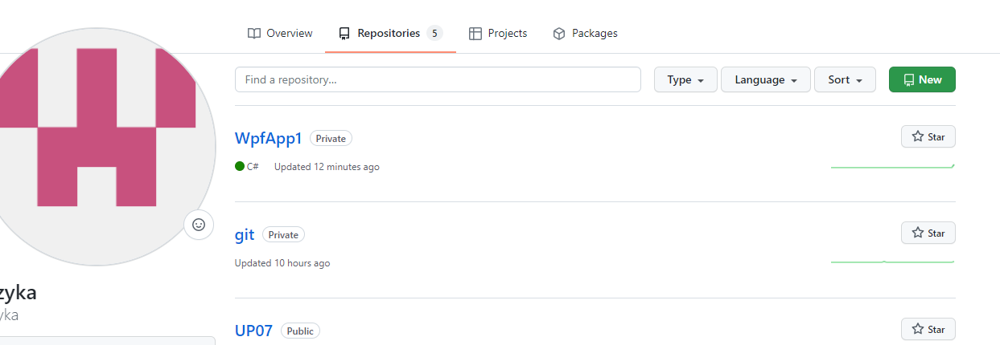 Overview Repositories 5 Projects Packages
Find a repository... Type Language Sort New
WpfApp1 Private Star
C# Updated 12 minutes ago
git Private Star
Updated 10 hours ago
zyka
yka
UP07 Public Star